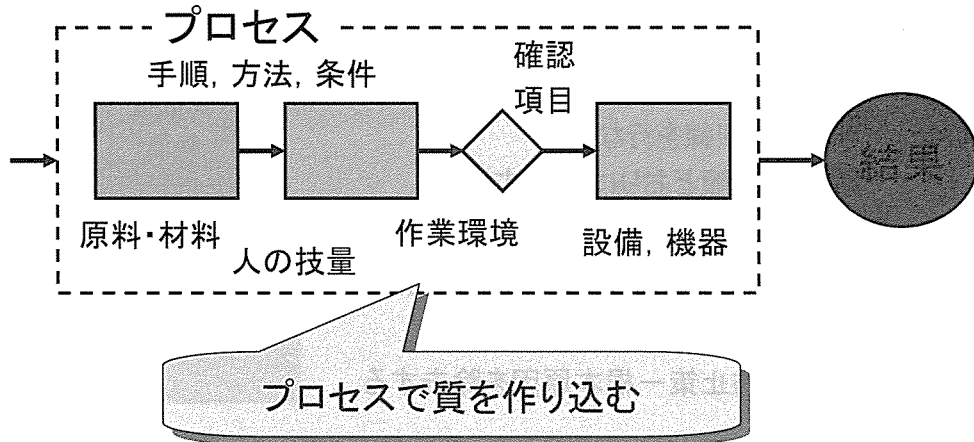 プロセス
手順, 方法, 条件
確認
項目
結果
原料・材料
人の技量
作業環境
設備, 機器
プロセスで質を作り込む